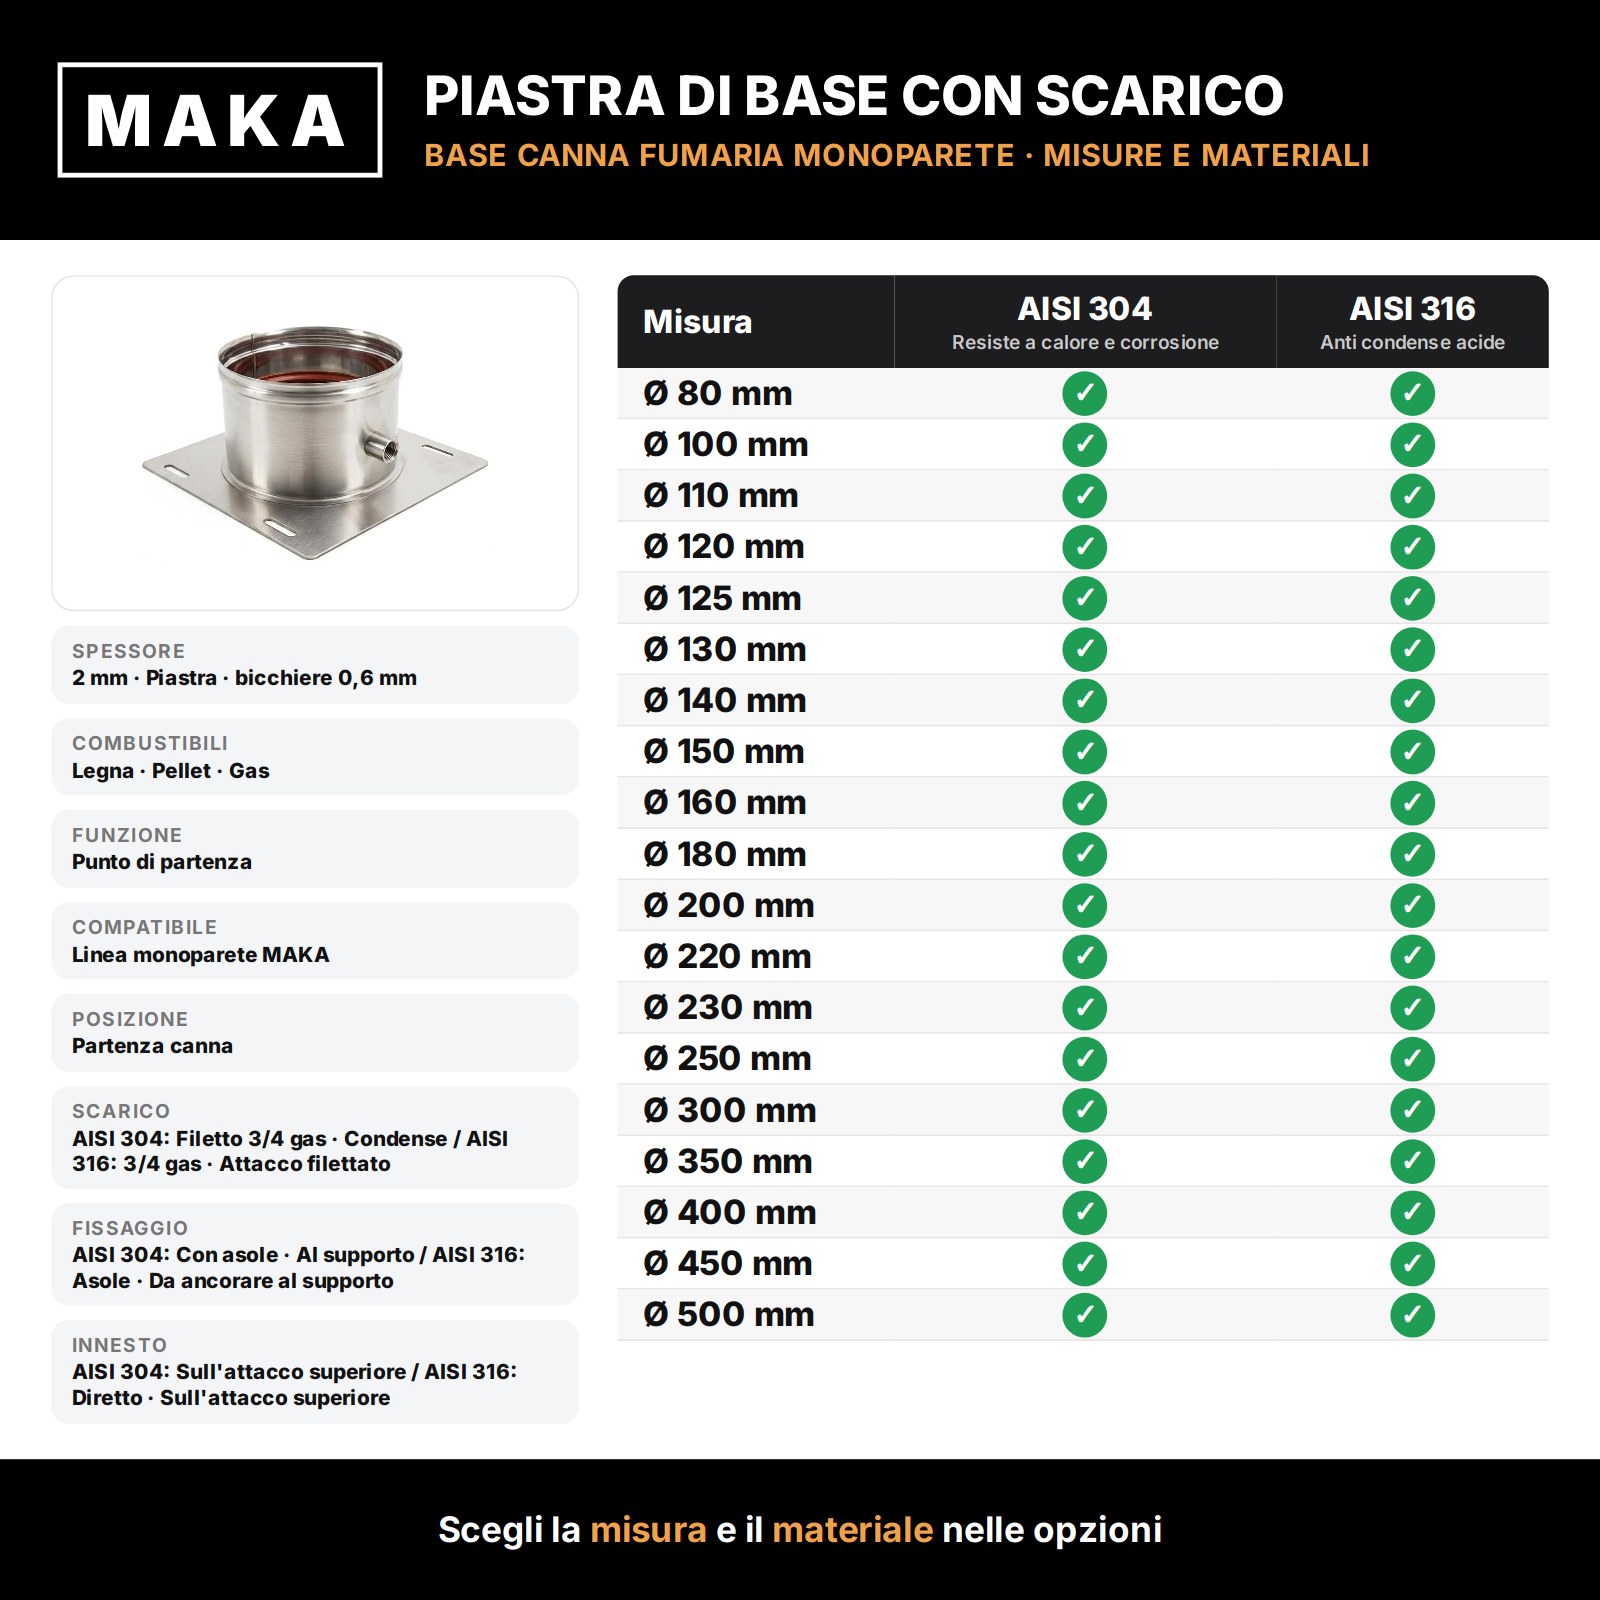 MAKA
PIASTRA DI BASE CON SCARICO
BASE CANNA FUMARIA MONOPARETE · MISURE E MATERIALI
SPESSORE
2 mm · Piastra · bicchiere 0,6 mm
COMBUSTIBILI
Legna · Pellet · Gas
FUNZIONE
Punto di partenza
COMPATIBILE
Linea monoparete MAKA
POSIZIONE
Partenza canna
SCARICO
AISI 304: Filetto 3/4 gas · Condense / AISI
316: 3/4 gas · Attacco filettato
FISSAGGIO
AISI 304: Con asole · Al supporto / AISI 316:
Asole · Da ancorare al supporto
INNESTO
AISI 304: Sull'attacco superiore / AISI 316:
Diretto · Sull'attacco superiore
Misura AISI 304 AISI 316
Resiste a calore e corrosione Anti condense acide
Ø 80 mm ✓ ✓
Ø 100 mm ✓ ✓
Ø 110 mm ✓ ✓
Ø 120 mm ✓ ✓
Ø 125 mm ✓ ✓
Ø 130 mm ✓ ✓
Ø 140 mm ✓ ✓
Ø 150 mm ✓ ✓
Ø 160 mm ✓ ✓
Ø 180 mm ✓ ✓
Ø 200 mm ✓ ✓
Ø 220 mm ✓ ✓
Ø 230 mm ✓ ✓
Ø 250 mm ✓ ✓
Ø 300 mm ✓ ✓
Ø 350 mm ✓ ✓
Ø 400 mm ✓ ✓
Ø 450 mm ✓ ✓
Ø 500 mm ✓ ✓
Scegli la misura e il materiale nelle opzioni